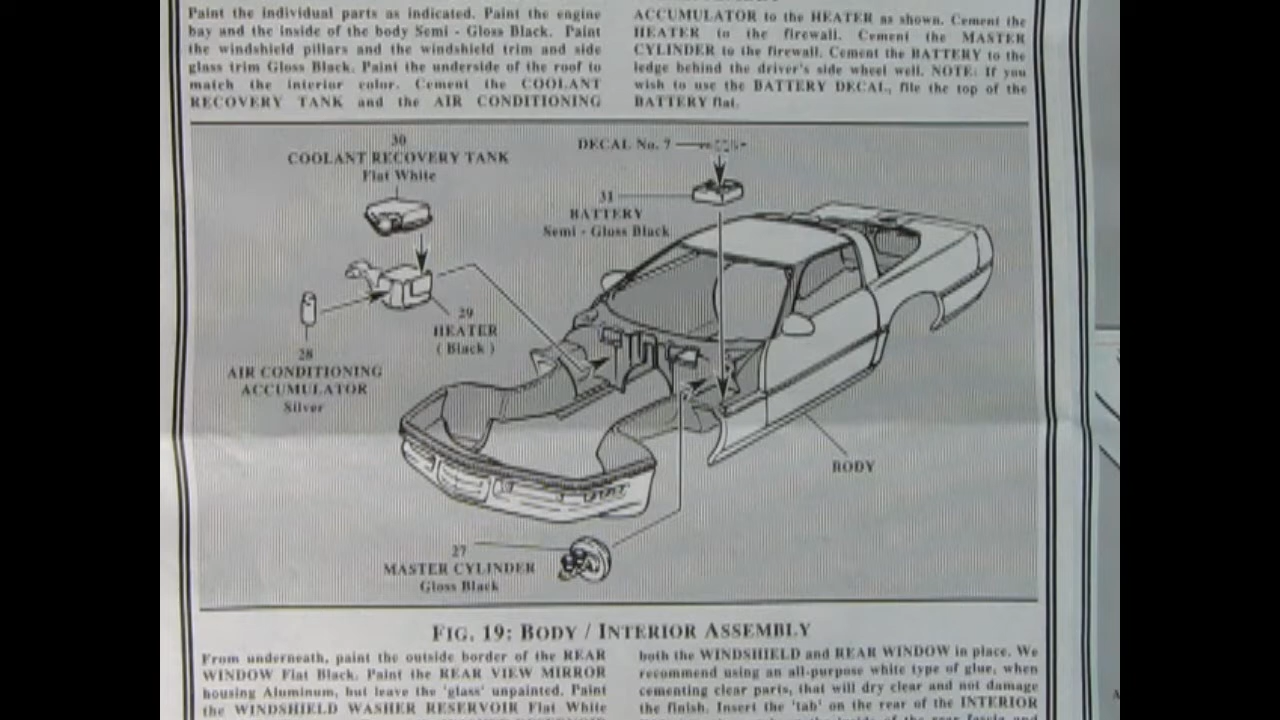 Paint the individual parts as indicated. Paint the engine
bay and the inside of the body Semi - Gloss Black. Paint
the windshield pillars and the windshield trim and side
glass trim Gloss Black. Paint the underside of the roof to
match the interior color. Cement the COOLANT
RECOVERY TANK and the AIR CONDITIONING
ACCUMULATOR to the HEATER as shown. Cement the
HEATER to the firewall. Cement the MASTER
CYLINDER to the firewall. Cement the BATTERY to the
ledge behind the driver's side wheel well. NOTE: If you
wish to use the BATTERY DECAL, file the top of the
BATTERY flat.
30
COOLANT RECOVERY TANK
Flat White
DECAL No. 7
31
BATTERY
Semi - Gloss Black
29
HEATER
( Black )
28
AIR CONDITIONING
ACCUMULATOR
Silver
BODY
27
MASTER CYLINDER
Gloss Black
FIG. 19: BODY / INTERIOR ASSEMBLY
From underneath, paint the outside border of the REAR
WINDOW Flat Black. Paint the REAR VIEW MIRROR
housing Aluminum, but leave the 'glass' unpainted. Paint
the WINDSHIELD WASHER RESERVOIR Flat White
both the WINDSHIELD and REAR WINDOW in place. We
recommend using an all-purpose white type of glue, when
cementing clear parts, that will dry clear and not damage
the finish. Insert the 'tab' on the rear of the INTERIOR